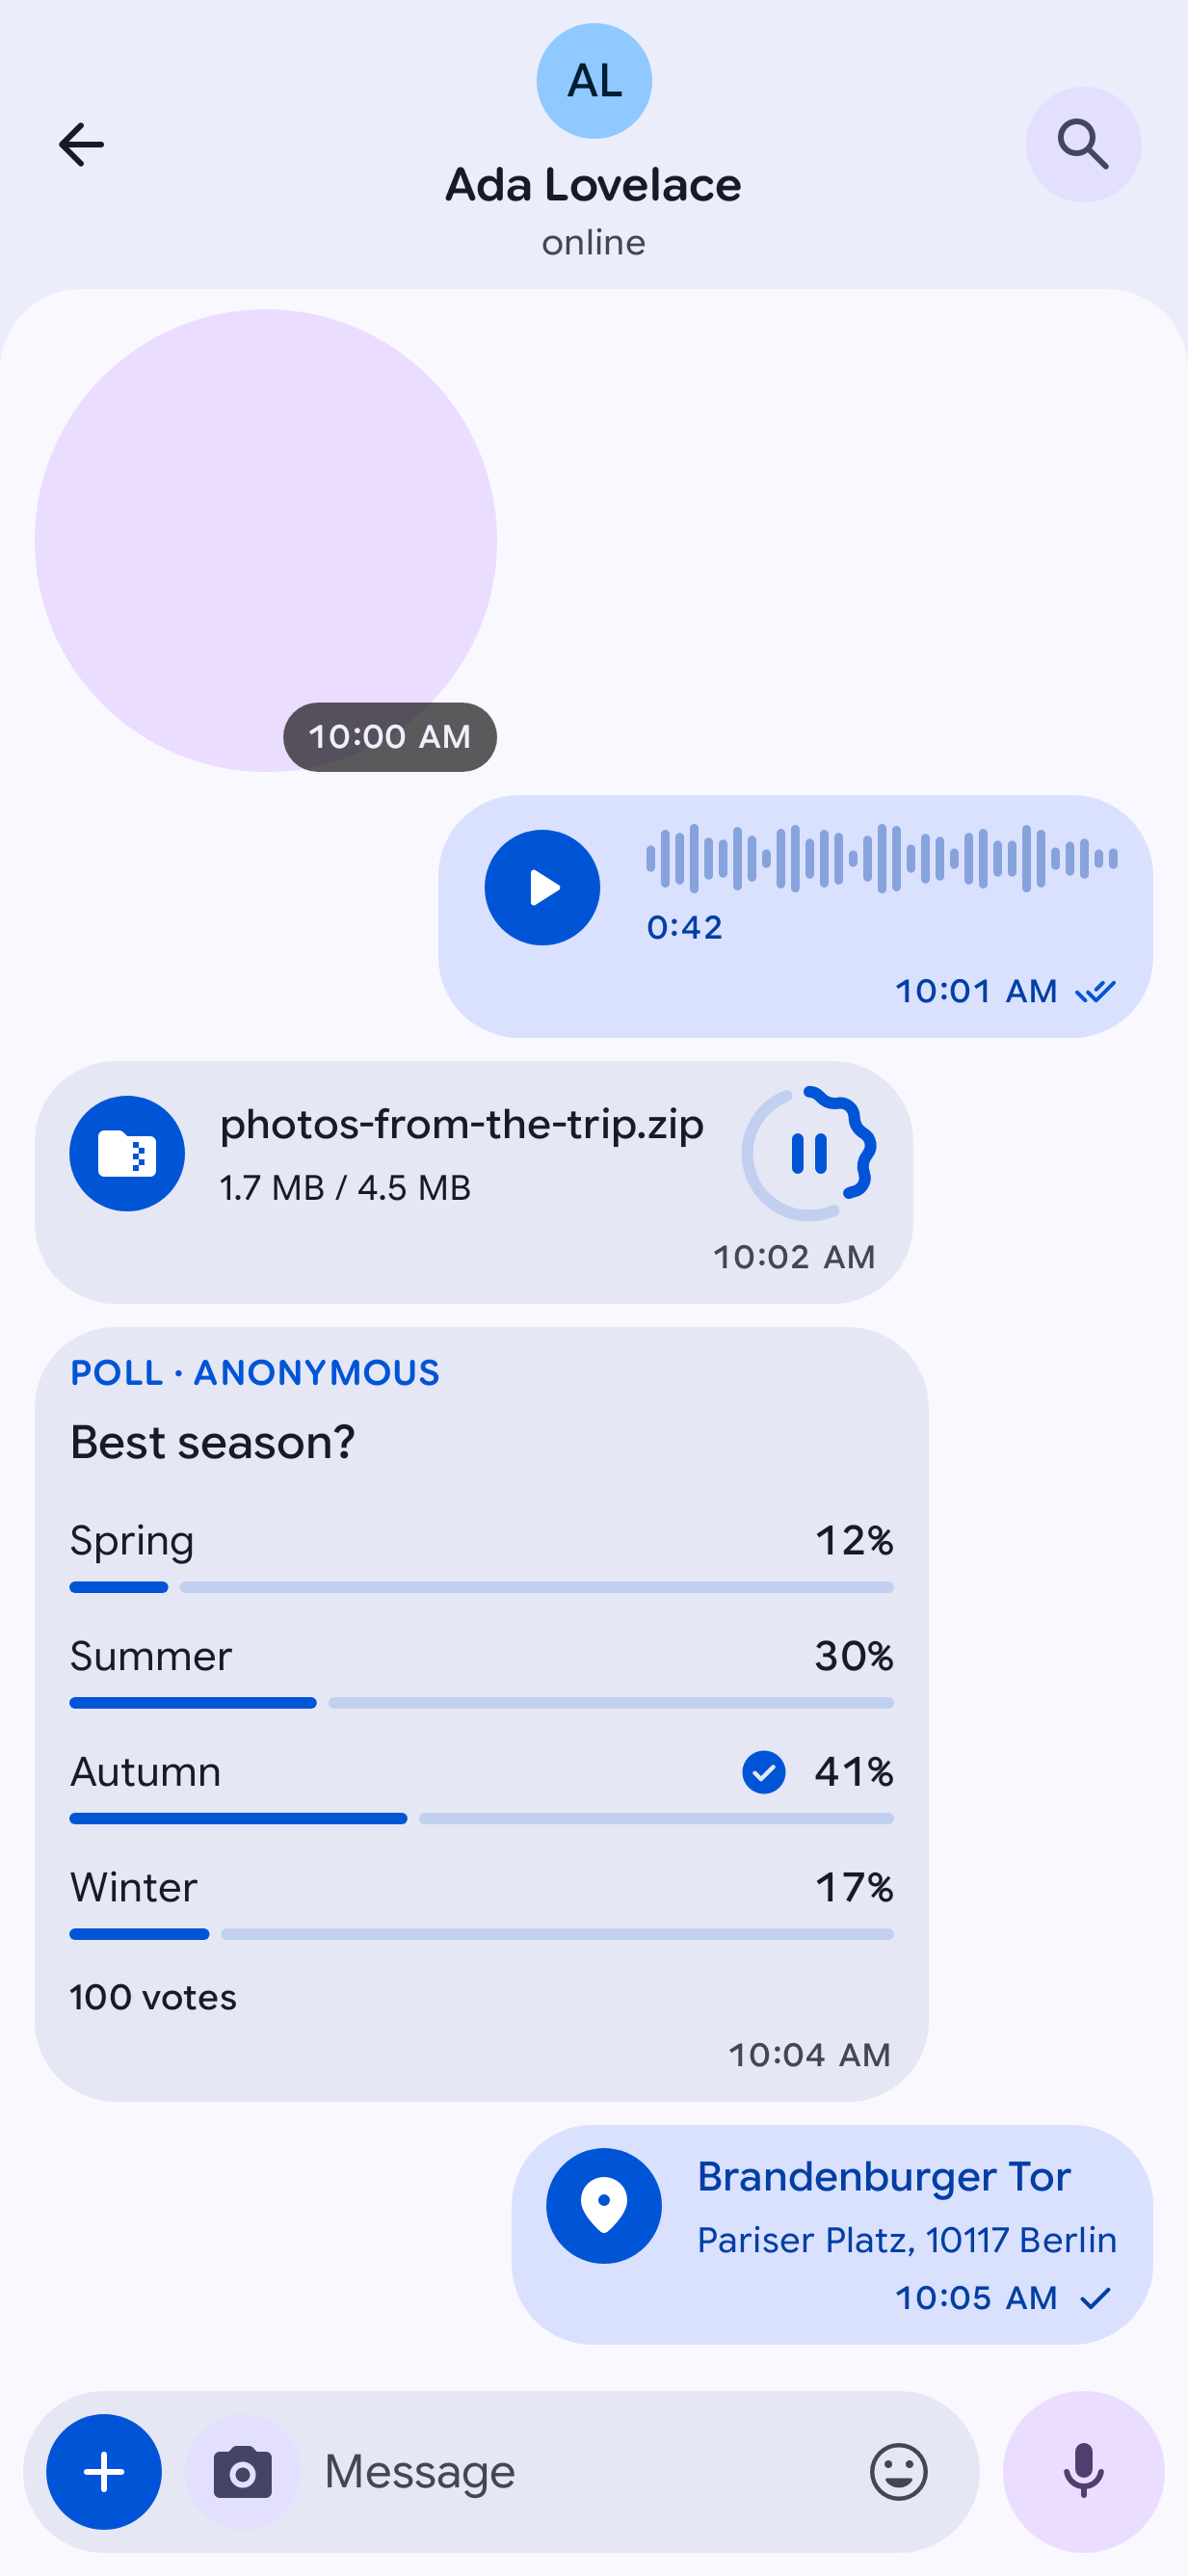 AL
Ada Lovelace
online
10:00 AM
0:42
10:01 AM
photos-from-the-trip.zip
1.7 MB / 4.5 MB
10:02 AM
POLL · ANONYMOUS
Best season?
Spring 12%
Summer 30%
Autumn 41%
Winter 17%
100 votes
10:04 AM
Brandenburger Tor
Pariser Platz, 10117 Berlin
10:05 AM
Message